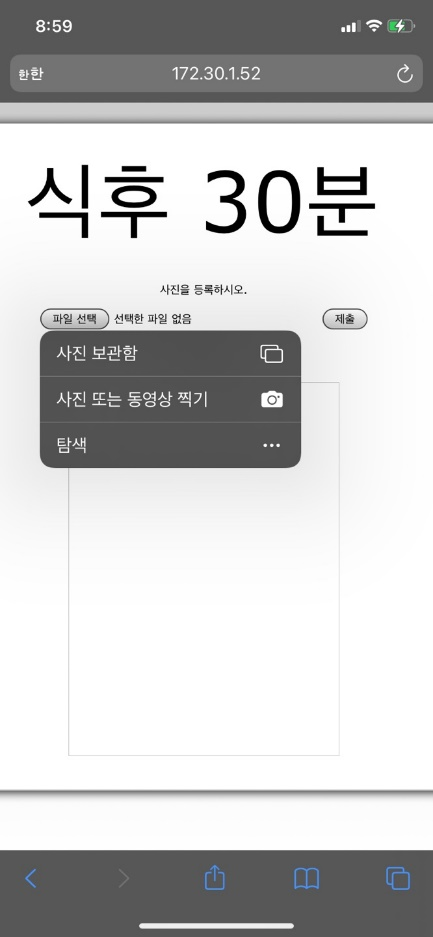 8:59
한한 172.30.1.52
식후 30분
사진을 등록하시오.
파일 선택 선택한 파일 없음 제출
사진 보관함
사진 또는 동영상 찍기
탐색